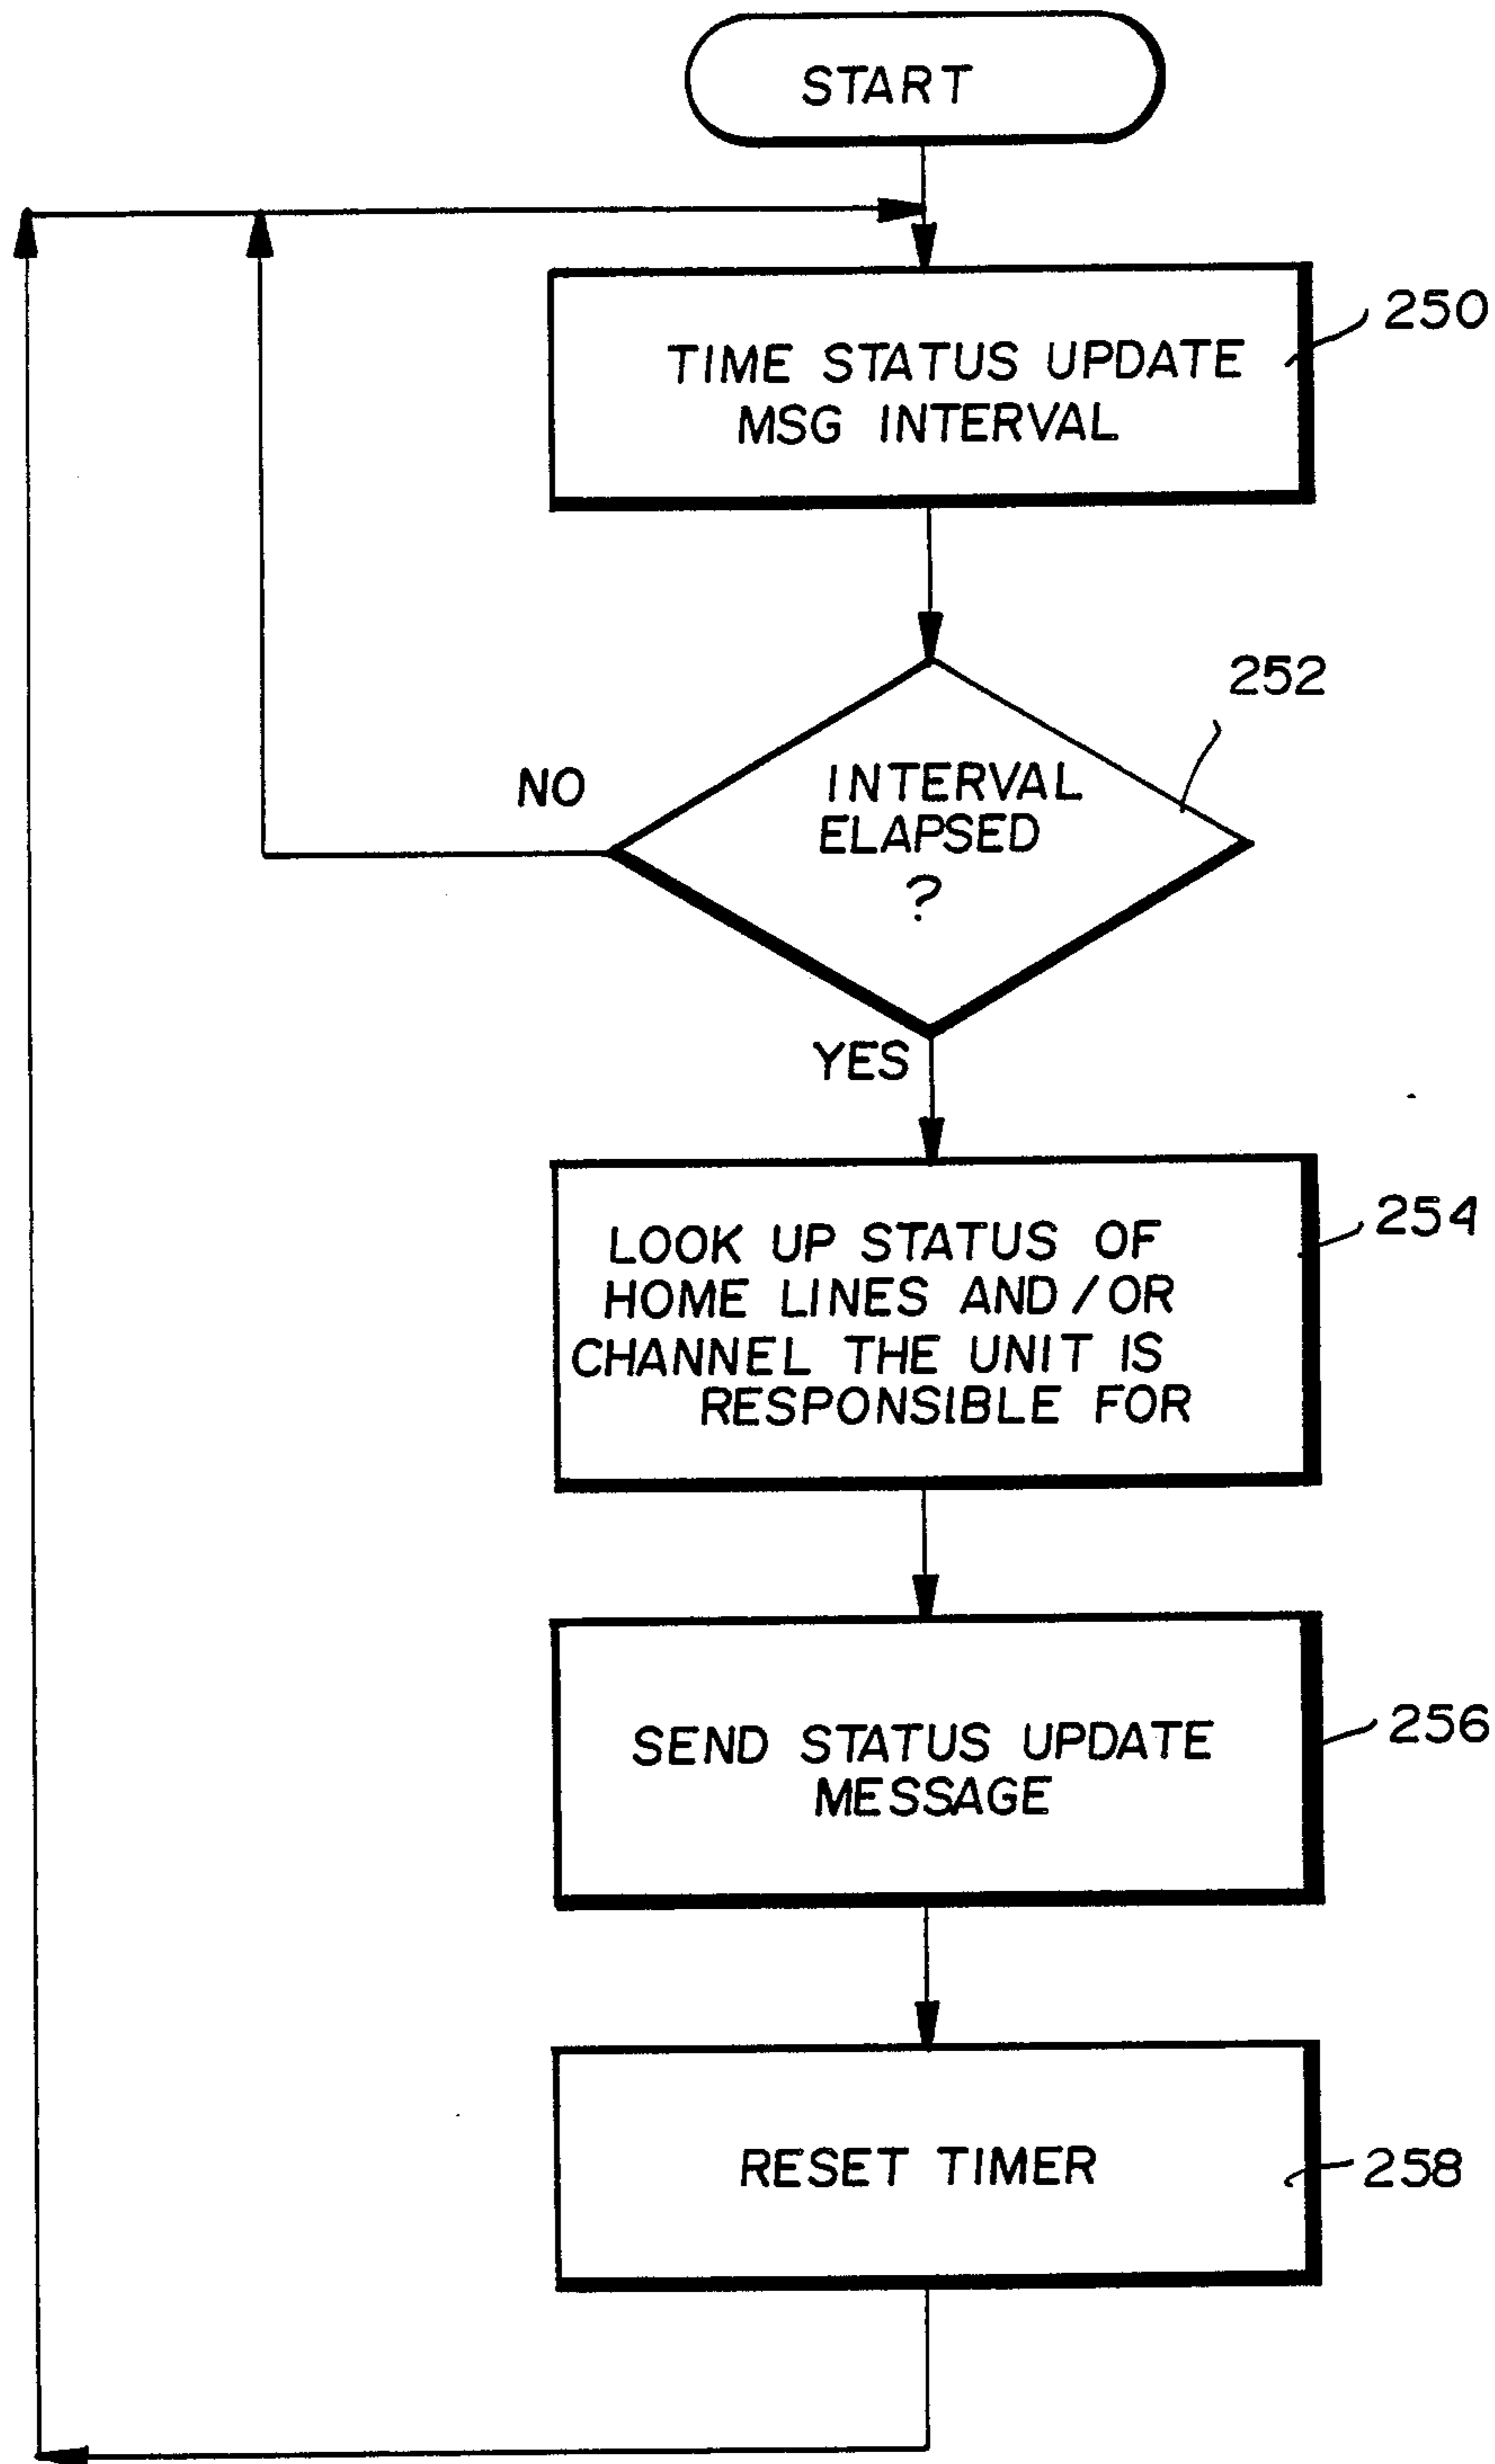 START
TIME STATUS UPDATE
MSG INTERVAL
250
252
INTERVAL
ELAPSED
?
NO
YES
LOOK UP STATUS OF
HOME LINES AND/OR
CHANNEL THE UNIT IS
RESPONSIBLE FOR
254
SEND STATUS UPDATE
MESSAGE
256
RESET TIMER
258